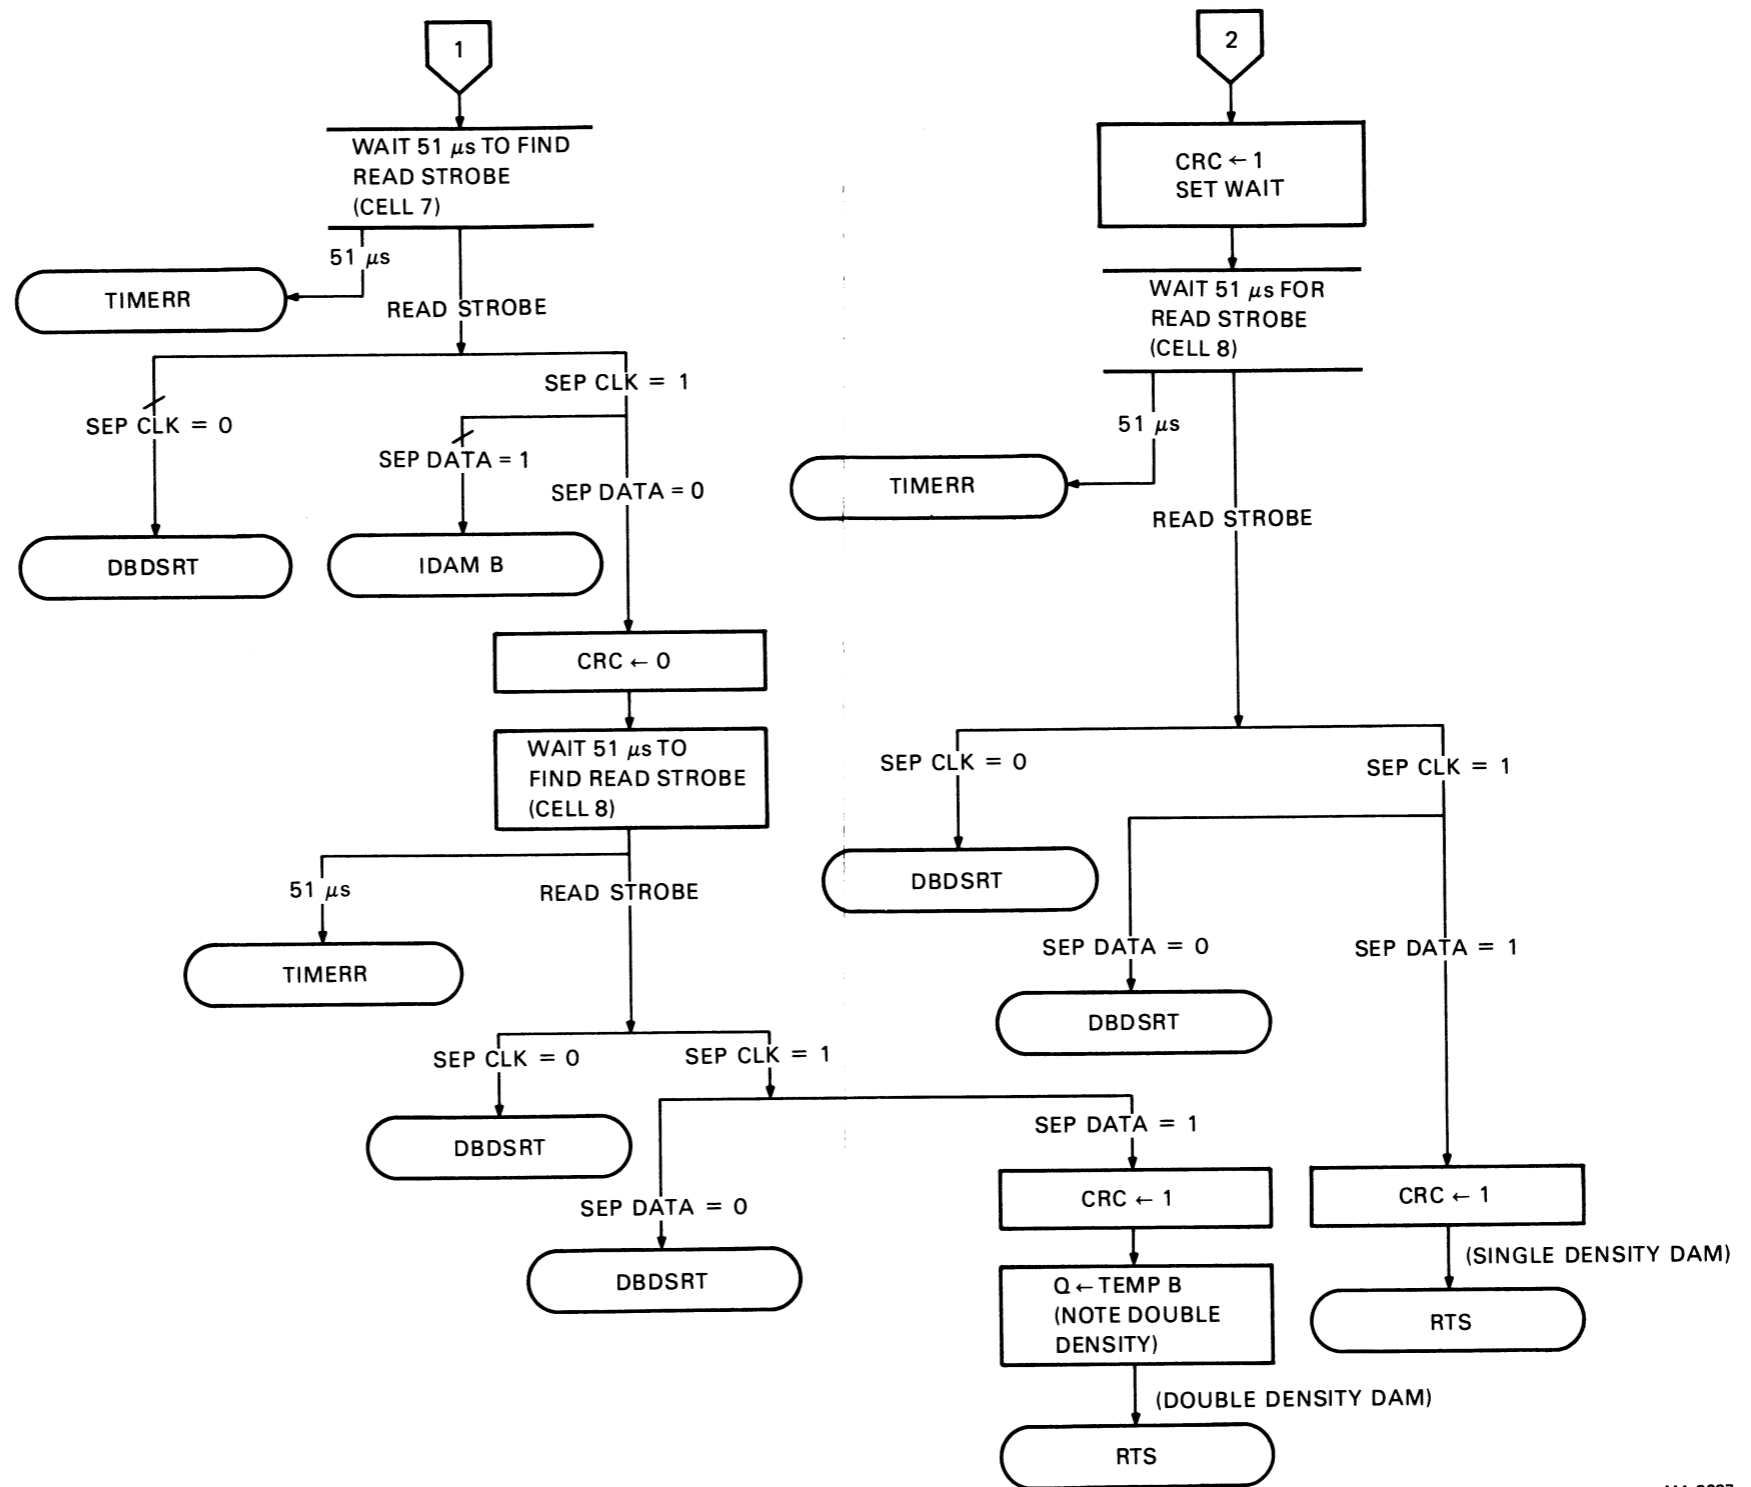 1
WAIT 51 μs TO FIND
READ STROBE
(CELL 7)
51 μs
TIMERR
READ STROBE
SEP CLK = 0
SEP CLK = 1
SEP DATA = 1
SEP DATA = 0
DBDSRT
IDAM B
CRC ← 0
WAIT 51 μs TO
FIND READ STROBE
(CELL 8)
51 μs
READ STROBE
TIMERR
SEP CLK = 0
SEP CLK = 1
DBDSRT
SEP DATA = 0
DBDSRT
SEP DATA = 1
CRC ← 1
Q ← TEMP B
(NOTE DOUBLE
DENSITY)
(DOUBLE DENSITY DAM)
RTS
2
CRC ← 1
SET WAIT
WAIT 51 μs FOR
READ STROBE
(CELL 8)
51 μs
TIMERR
READ STROBE
SEP CLK = 0
SEP CLK = 1
DBDSRT
SEP DATA = 0
SEP DATA = 1
DBDSRT
CRC ← 1
(SINGLE DENSITY DAM)
RTS